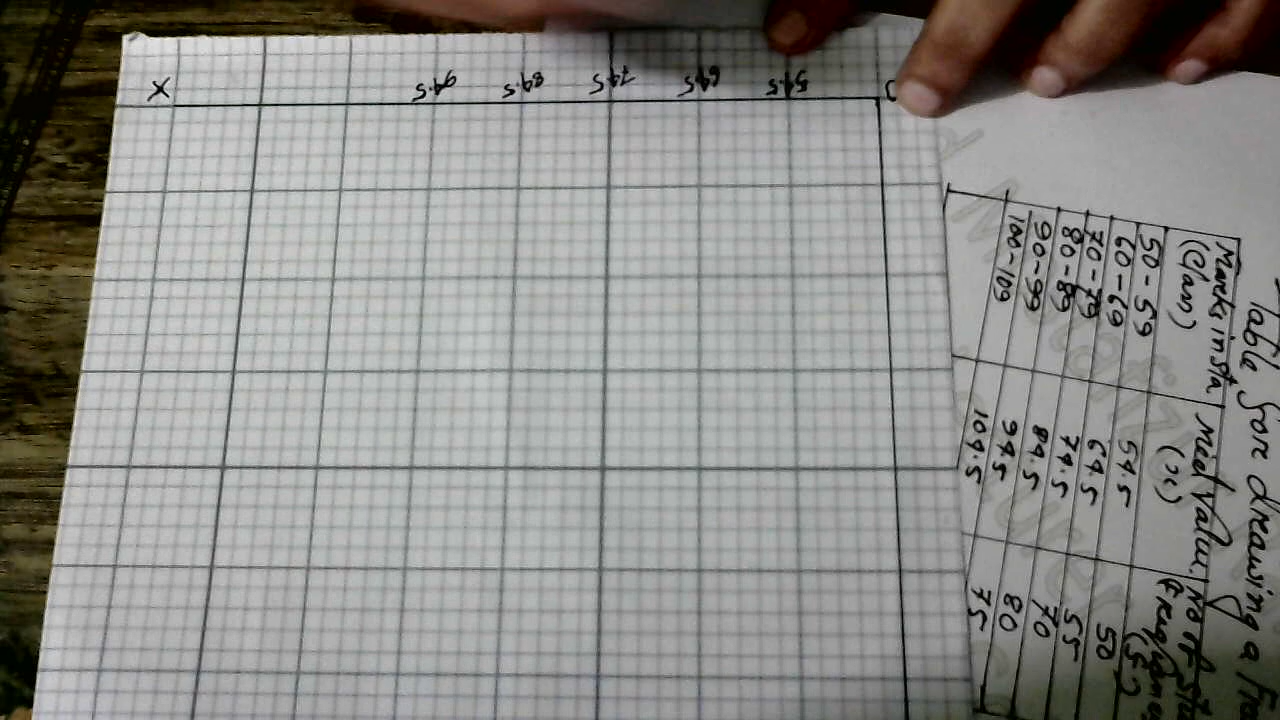 Table for drawing a Fre
Marks in sta. Mid Value No of Stu
(Class) (x) (f)
50-59 54.5 50
60-69 64.5 55
70-79 74.5 70
80-89 84.5 80
90-99 94.5 75
100-109 104.5
54.5 64.5 74.5 84.5 94.5 X